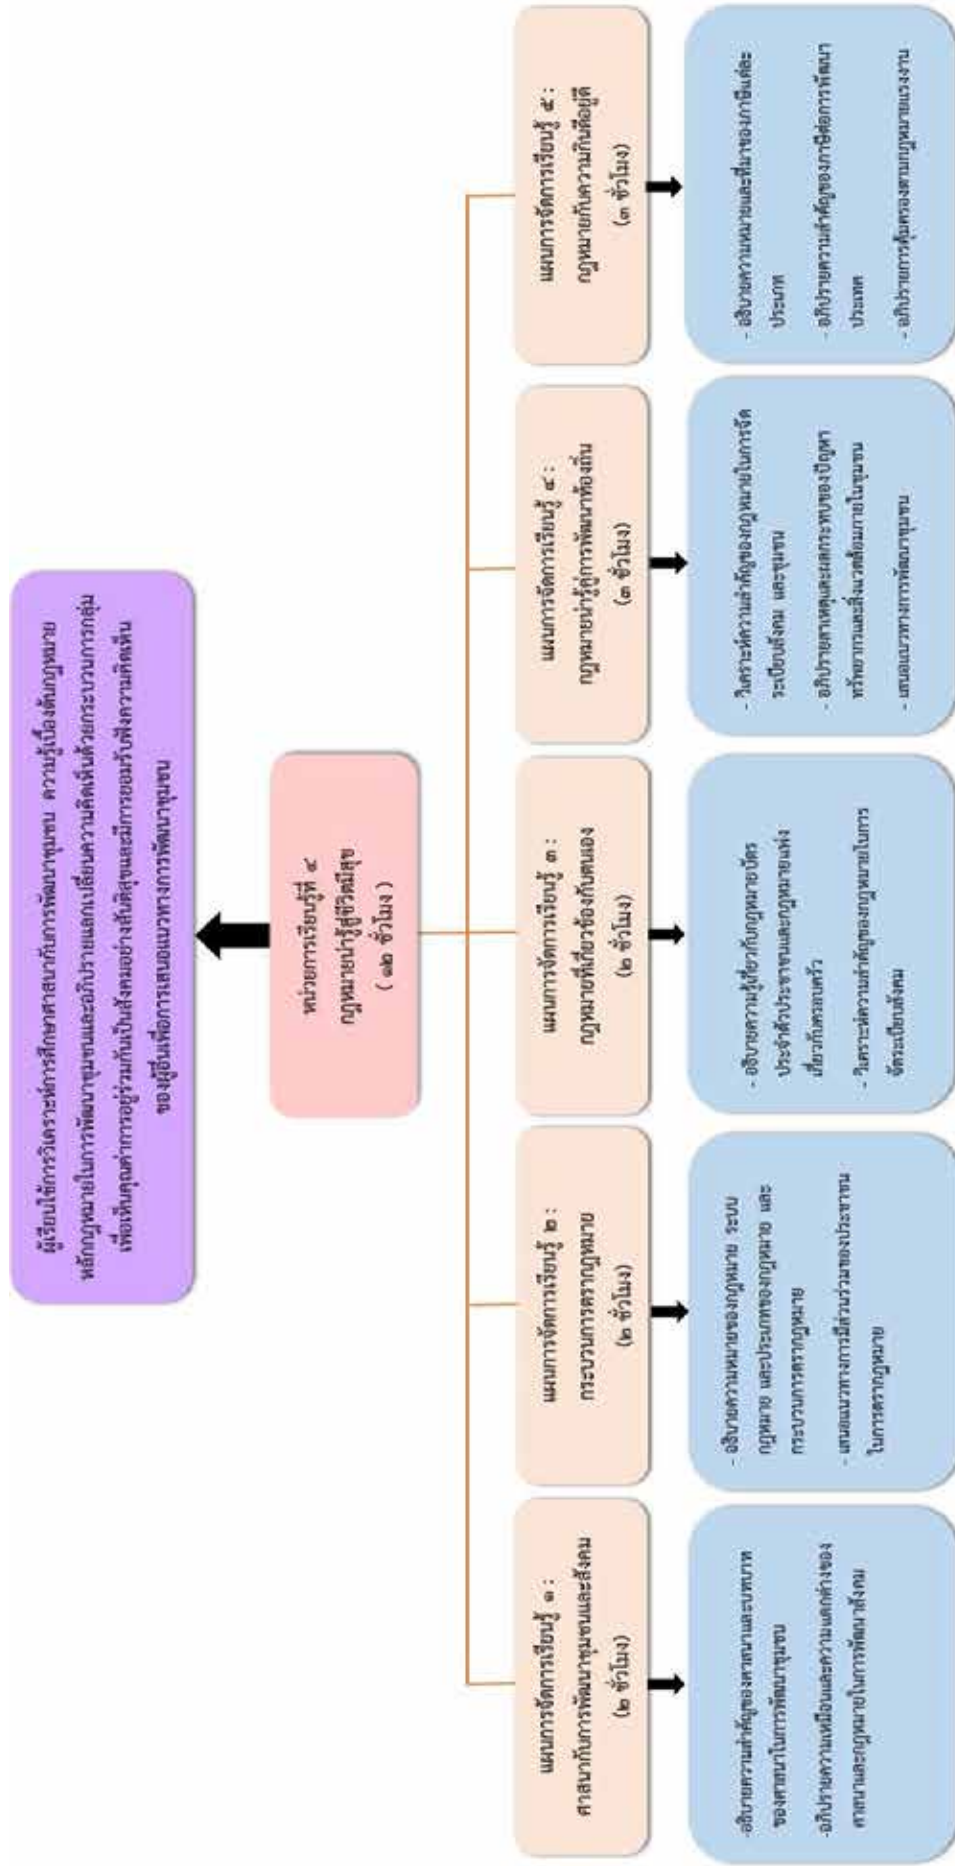 ผู้เรียนใช้การวิเคราะห์การศึกษาศาสนากับการพัฒนาชุมชน ความรู้เบื้องต้นกฎหมาย
หลักกฎหมายในการพัฒนาชุมชนและอภิปรายแลกเปลี่ยนความคิดเห็นด้วยกระบวนการกลุ่ม
เพื่อเห็นคุณค่าการอยู่ร่วมกันในสังคมอย่างสันติสุขและมีการยอมรับฟังความคิดเห็น
ของผู้อื่นเพื่อการเสนอแนวทางการพัฒนาชุมชน
หน่วยการเรียนรู้ที่ ๔
กฎหมายน่ารู้สู่ชีวิตมีสุข
( ๑๒ ชั่วโมง )
แผนการจัดการเรียนรู้ ๑ :
ศาสนากับการพัฒนาชุมชนและสังคม
(๒ ชั่วโมง)
-อธิบายความสำคัญของศาสนาและบทบาท
ของศาสนาในการพัฒนาชุมชน
-อภิปรายความเหมือนและความแตกต่างของ
ศาสนาและกฎหมายในการพัฒนาสังคม
แผนการจัดการเรียนรู้ ๒ :
กระบวนการตรากฎหมาย
(๒ ชั่วโมง)
- อธิบายความหมายของกฎหมาย ระบบ
กฎหมาย และประเภทของกฎหมาย และ
กระบวนการตรากฎหมาย
- เสนอแนวทางการมีส่วนร่วมของประชาชน
ในการตรากฎหมาย
แผนการจัดการเรียนรู้ ๓ :
กฎหมายที่เกี่ยวข้องกับตนเอง
(๒ ชั่วโมง)
- อธิบายความรู้เกี่ยวกับกฎหมายบัตร
ประจำตัวประชาชนและกฎหมายแพ่ง
เกี่ยวกับครอบครัว
- วิเคราะห์ความสำคัญของกฎหมายในการ
จัดระเบียบสังคม
แผนการจัดการเรียนรู้ ๔ :
กฎหมายน่ารู้สู่การพัฒนาท้องถิ่น
(๓ ชั่วโมง)
- วิเคราะห์ความสำคัญของกฎหมายในการจัด
ระเบียบสังคม และชุมชน
- อภิปรายสาเหตุและผลกระทบของปัญหา
ทรัพยากรและสิ่งแวดล้อมภายในชุมชน
- เสนอแนวทางการพัฒนาชุมชน
แผนการจัดการเรียนรู้ ๕ :
กฎหมายกับความกินดีอยู่ดี
(๓ ชั่วโมง)
- อธิบายความหมายและที่มาของภาษีแต่ละ
ประเภท
- อภิปรายความสำคัญของภาษีต่อการพัฒนา
ประเทศ
- อภิปรายการคุ้มครองตามกฎหมายแรงงาน